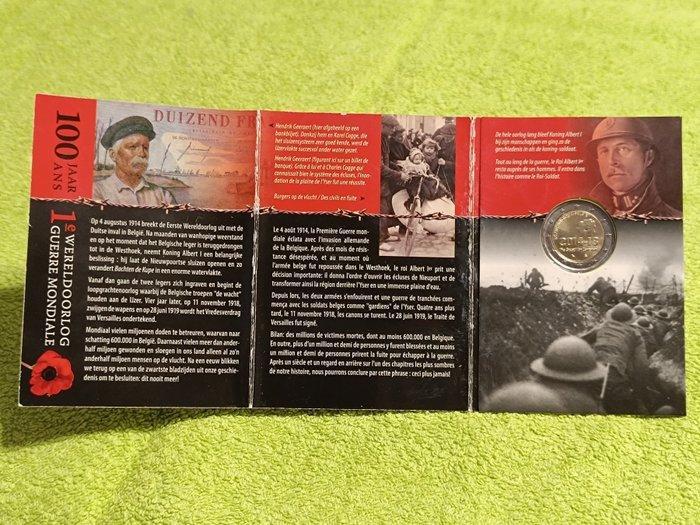 100 JAAR
ANS
1e WERELDOORLOG
GUERRE MONDIALE
DUIZEND FR
Op 4 augustus 1914 breekt de Eerste Wereldoorlog uit met de
Duitse inval in België. Na maanden van wanhopige weerstand
en op het moment dat het Belgische leger is teruggedrongen
tot in de Westhoek, neemt Koning Albert I een belangrijke
beslissing : hij laat de Nieuwpoortse sluizen openen en zo
verandert Bachten de Kupe in een enorme watervlakte.
Vanaf dan gaan de twee legers zich ingraven en begint de
loopgrachtenoorlog waarbij de Belgische troepen "de wacht"
houden aan de IJzer. Vier jaar later, op 11 november 1918,
zwijgen de wapens en op 28 juni 1919 wordt het Vredesverdrag
van Versailles ondertekend.
Mondiaal vielen miljoenen doden te betreuren, waarvan naar
schatting 600.000 in België. Daarnaast vielen meer dan ander-
half miljoen gewonden en sloegen in ons land alleen al zo'n
anderhalf miljoen mensen op de vlucht. Na een eeuw blikken
we terug op een van de zwartste bladzijden uit onze geschie-
denis om te besluiten: dit nooit meer!
Hendrik Geeraert (hier afgebeeld op een
bankbiljet). Dankzij hem en Karel Cogge, die
het sluizensysteem zeer goed kende, werd de
IJzervlakte succesvol onder water gezet.
Hendrik Geeraert (figurant ici sur un billet de
banque). Grâce à lui et à Charles Cogge qui
connaissait bien le système des écluses, l'inon-
dation de la plaine de l'Yser fut une réussite.
Burgers op de vlucht / Des civils en fuite
Le 4 août 1914, la Première Guerre mon-
diale éclata avec l'invasion allemande
de la Belgique. Après des mois de rés-
istance désespérée, et au moment où
l'armée belge fut repoussée dans le Westhoek, le roi Albert Ier prit une
décision importante: il donna l'ordre d'ouvrir les écluses de Nieuport et de
transformer ainsi la région derrière l'Yser en une immense plaine d'eau.
Depuis lors, les deux armées s'enfouirent et une guerre de tranchées com-
mença avec les soldats belges comme "gardiens" de l'Yser. Quatre ans plus
tard, le 11 novembre 1918, les canons se turent. Le 28 juin 1919, le Traité de
Versailles fut signé.
Bilan: des millions de victimes mortes, dont au moins 600.000 en Belgique.
En outre, plus d'un million et demi de personnes y furent blessées et au moins
un million et demi de personnes prirent la fuite pour échapper à la guerre.
Après un siècle et un regard en arrière sur l'un des chapitres les plus sombres
de notre histoire, nous pourrons conclure par cette phrase : ceci plus jamais!
De hele oorlog lang bleef Koning Albert I
bij zijn manschappen en ging zo de
geschiedenis in als de koning-soldaat.
Tout au long de la guerre, le Roi Albert Ier
resta auprès de ses hommes. Il entra dans
l'histoire comme le Roi-Soldat.